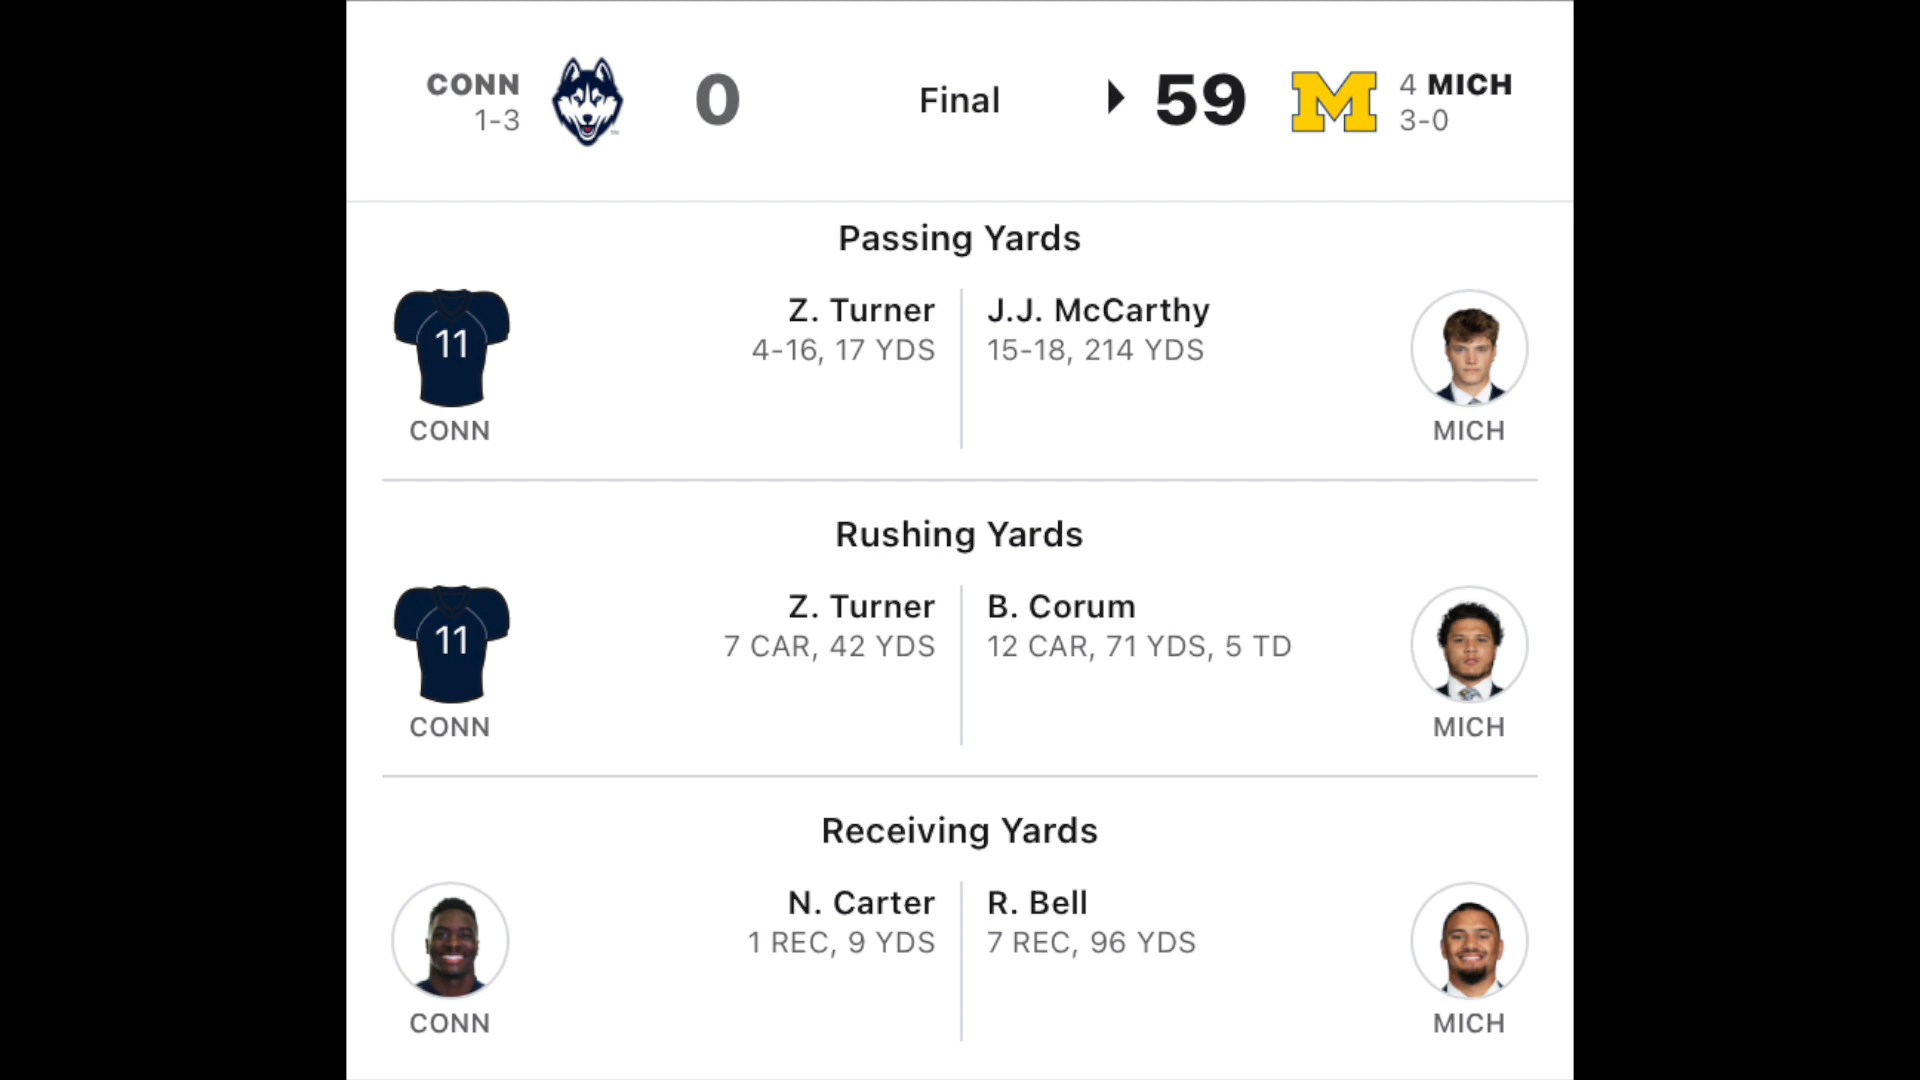 CONN
1-3
0
Final
59
4 MICH
3-0
Passing Yards
11
CONN
Z. Turner
4-16, 17 YDS
J.J. McCarthy
15-18, 214 YDS
MICH
Rushing Yards
11
CONN
Z. Turner
7 CAR, 42 YDS
B. Corum
12 CAR, 71 YDS, 5 TD
MICH
Receiving Yards
CONN
N. Carter
1 REC, 9 YDS
R. Bell
7 REC, 96 YDS
MICH